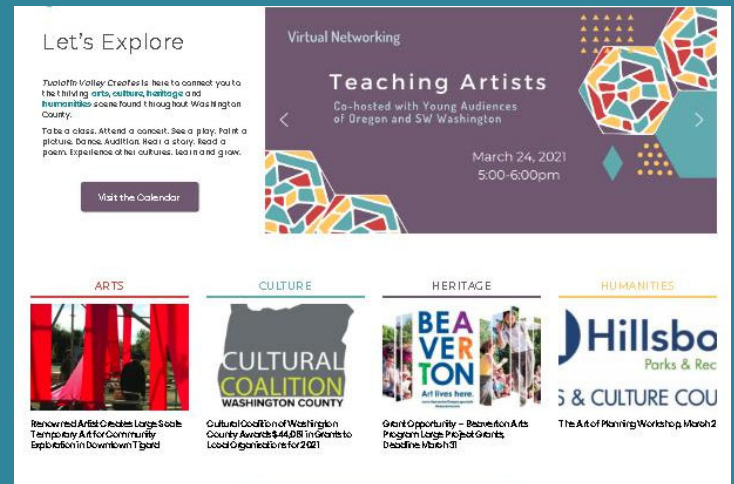 Let's Explore
Tualatin Valley Creates is here to connect you to
the thriving arts, culture, heritage and
humanities scene found throughout Washington
County.
Take a class. Attend a concert. See a play. Paint a
picture. Dance. Audition. Hear a story. Read a
poem. Experience other cultures. Learn and grow.
Visit the Calendar
Virtual Networking
Teaching Artists
Co-hosted with Young Audiences
of Oregon and SW Washington
March 24, 2021
5:00-6:00pm
ARTS
CULTURE
HERITAGE
HUMANITIES
CULTURAL
COALITION
WASHINGTON COUNTY
BEA
VER
TON
Art lives here.
Hillsbo
Parks & Rec
S & CULTURE COU
Renowned Artist Creates Large Scale
Temporary Art for Community
Exploration in Downtown Tigard
Cultural Coalition of Washington
County Awards $44,051 in Grants to
Local Organizations for 2021
Grant Opportunity – Beaverton Arts
Program Large Project Grants,
Deadline March 31
The Art of Planning Workshop, March 2